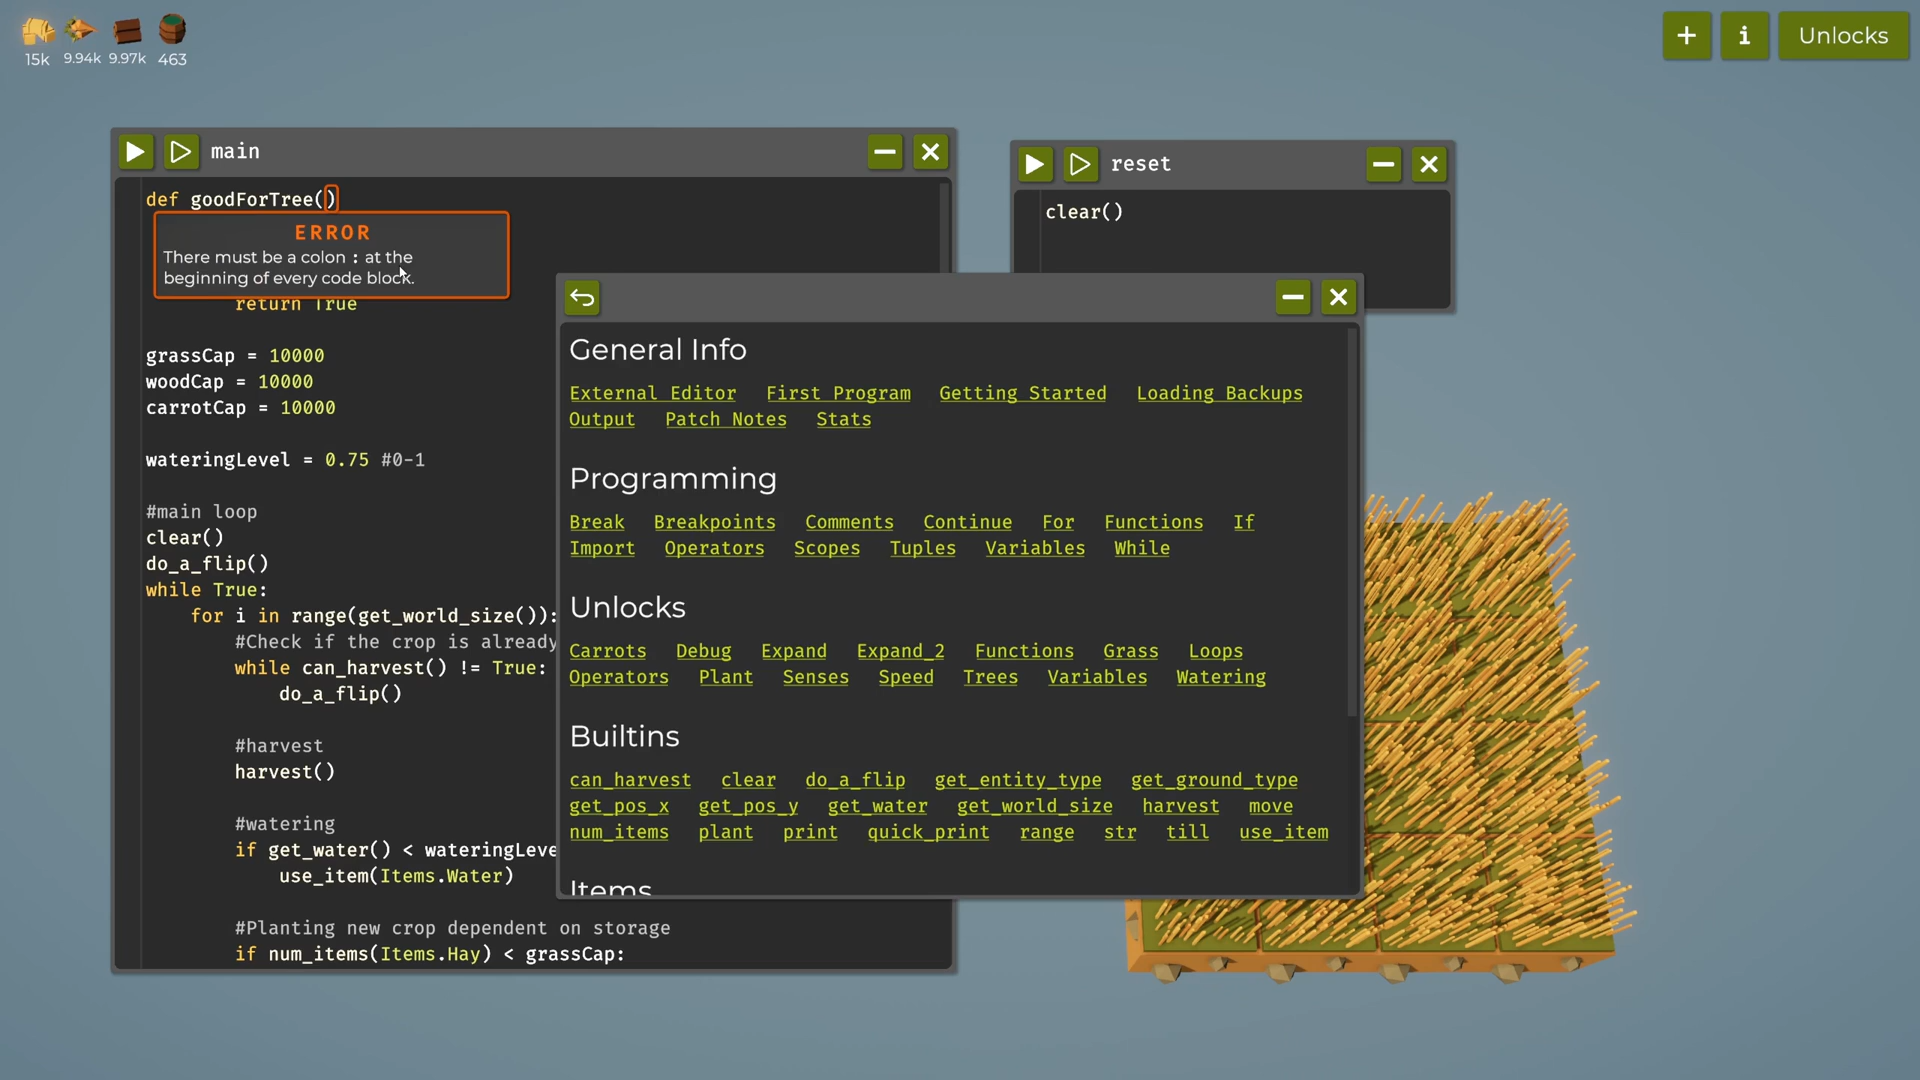 15k 9.94k 9.97k 463
+ i Unlocks
main
def goodForTree()
ERROR
There must be a colon : at the
beginning of every code block.
return True
grassCap = 10000
woodCap = 10000
carrotCap = 10000
wateringLevel = 0.75 #0-1
#main loop
clear()
do_a_flip()
while True:
for i in range(get_world_size()):
#Check if the crop is already
while can_harvest() != True:
do_a_flip()
#harvest
harvest()
#watering
if get_water() < wateringLeve
use_item(Items.Water)
#Planting new crop dependent on storage
if num_items(Items.Hay) < grassCap:
reset
clear()
General Info
External Editor First Program Getting Started Loading Backups
Output Patch Notes Stats
Programming
Break Breakpoints Comments Continue For Functions If
Import Operators Scopes Tuples Variables While
Unlocks
Carrots Debug Expand Expand_2 Functions Grass Loops
Operators Plant Senses Speed Trees Variables Watering
Builtins
can_harvest clear do_a_flip get_entity_type get_ground_type
get_pos_x get_pos_y get_water get_world_size harvest move
num_items plant print quick_print range str till use_item
Items